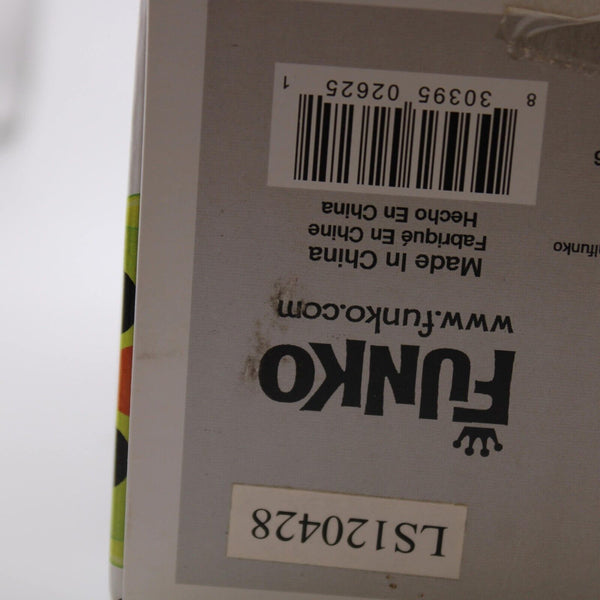 LS120428
FUNKO
www.funko.com
Made In China
Fabriqué En Chine
Hecho En China
8 30395 02625 1